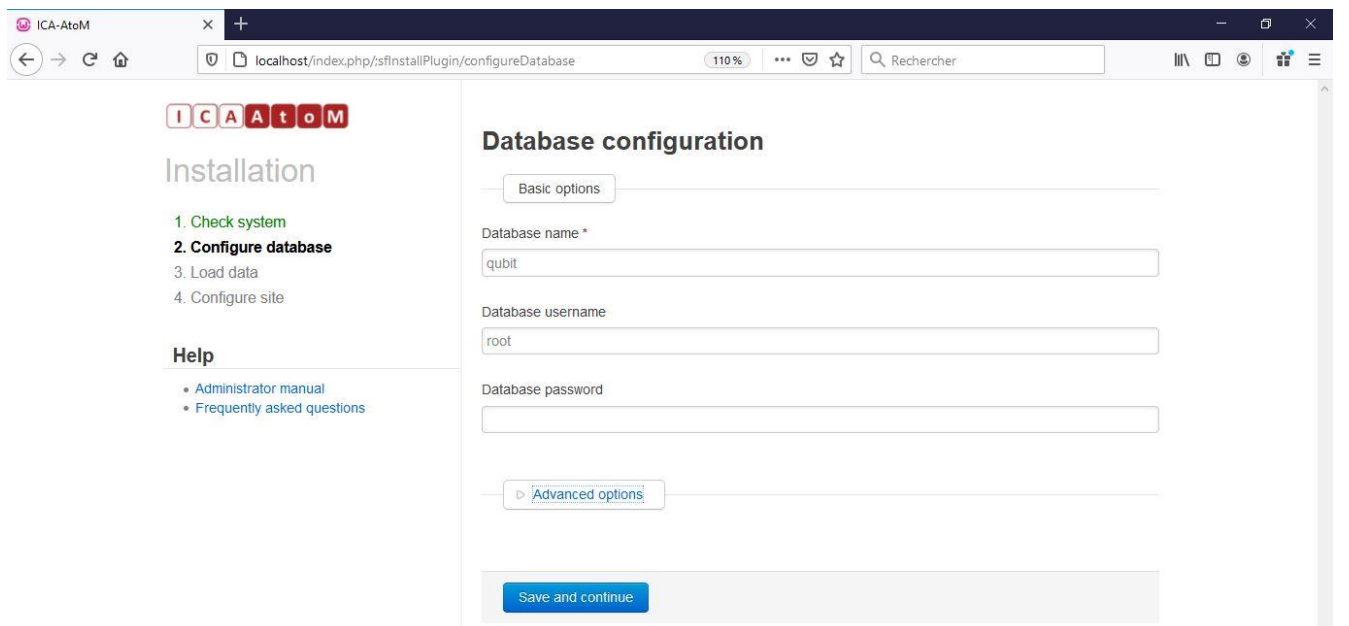 ICA-AtoM
localhost/index.php/;sfInstallPlugin/configureDatabase
110 %
Rechercher
ICAAtoM
Installation
1. Check system
2. Configure database
3. Load data
4. Configure site
Help
Administrator manual
Frequently asked questions
Database configuration
Basic options
Database name *
qubit
Database username
root
Database password
Advanced options
Save and continue